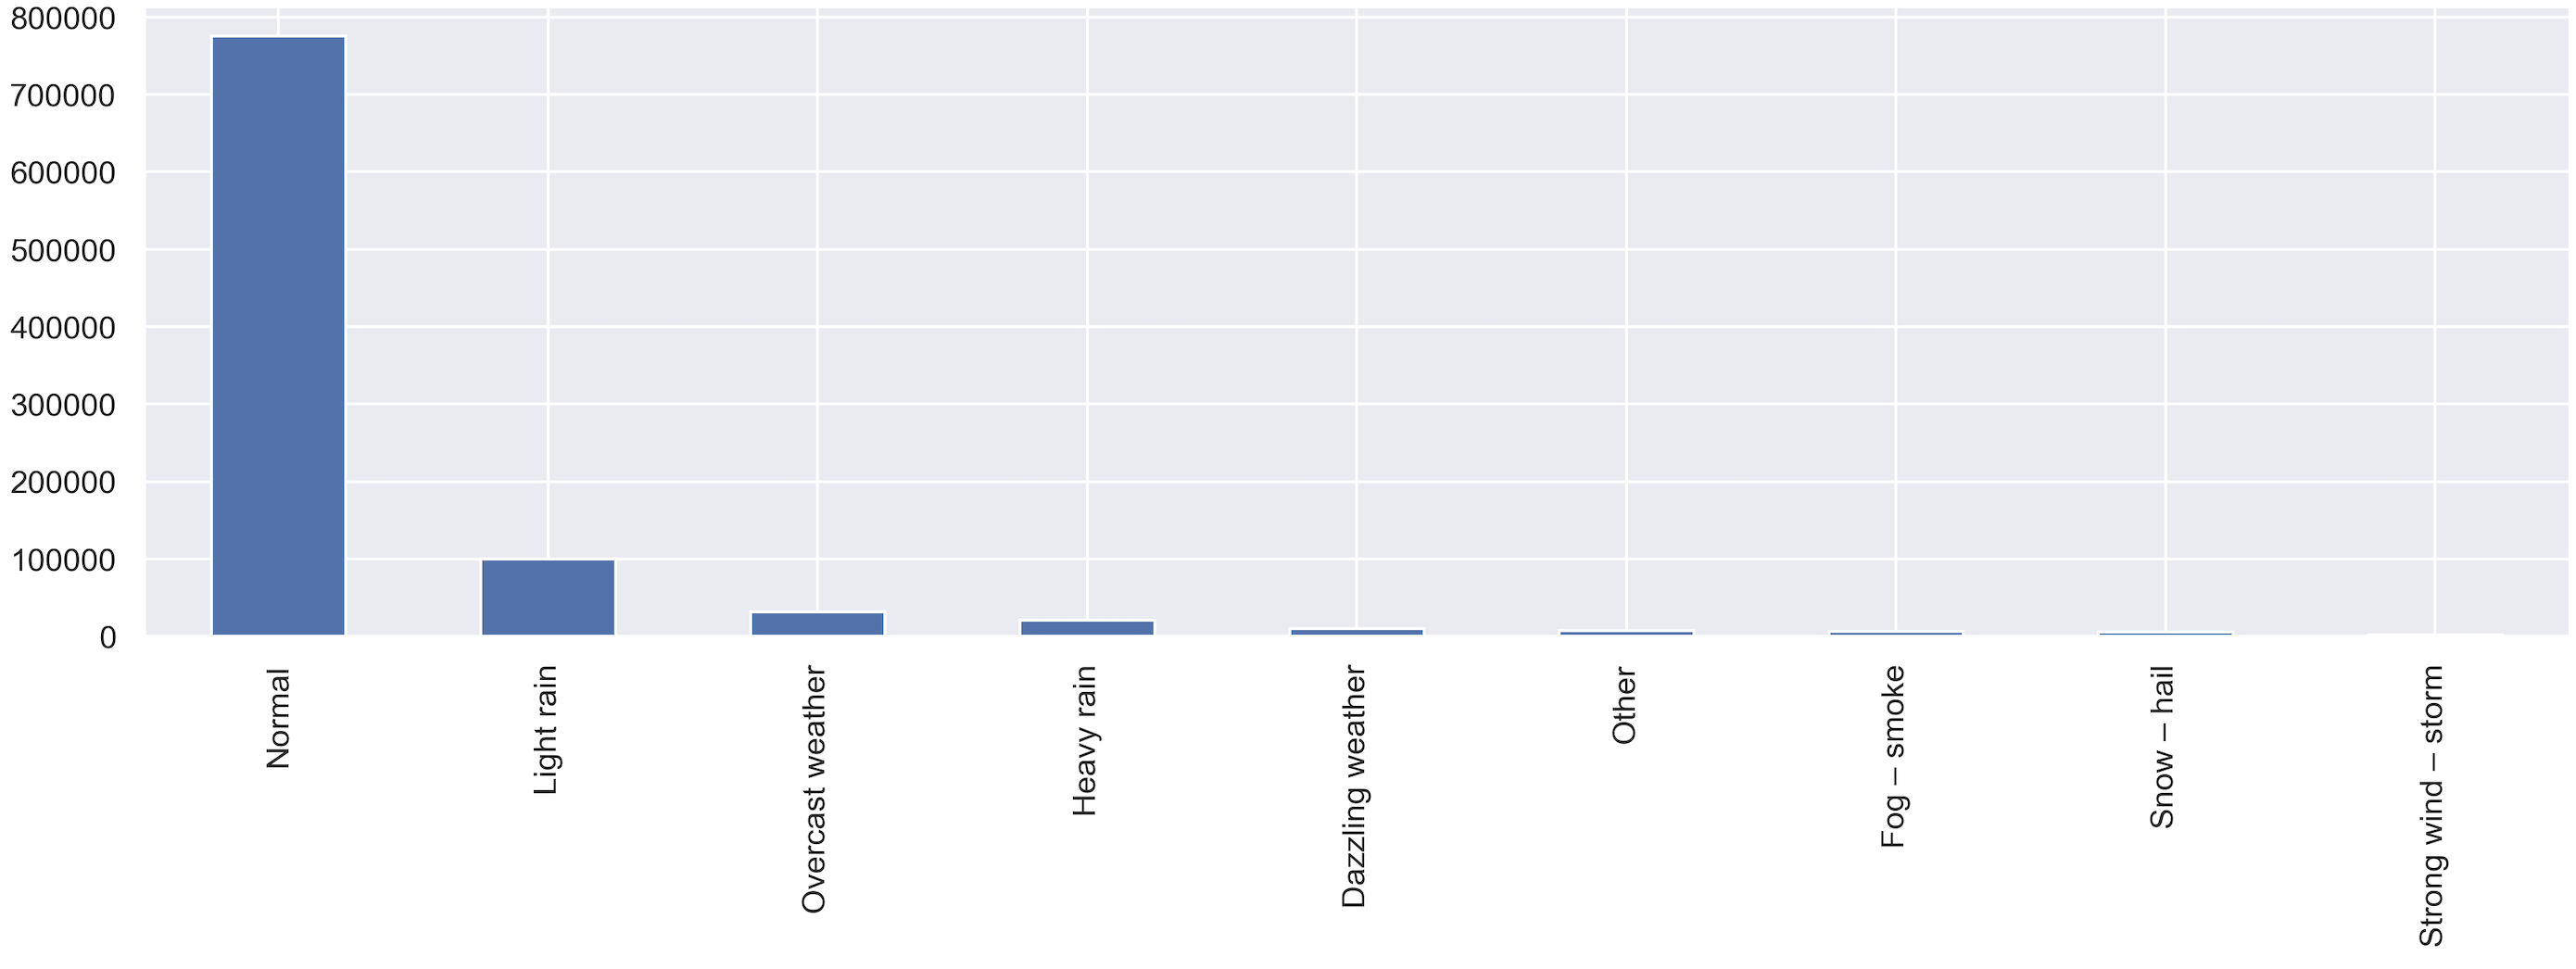 800000
700000
600000
500000
400000
300000
200000
100000
0
Normal
Light rain
Overcast weather
Heavy rain
Dazzling weather
Other
Fog – smoke
Snow – hail
Strong wind – storm